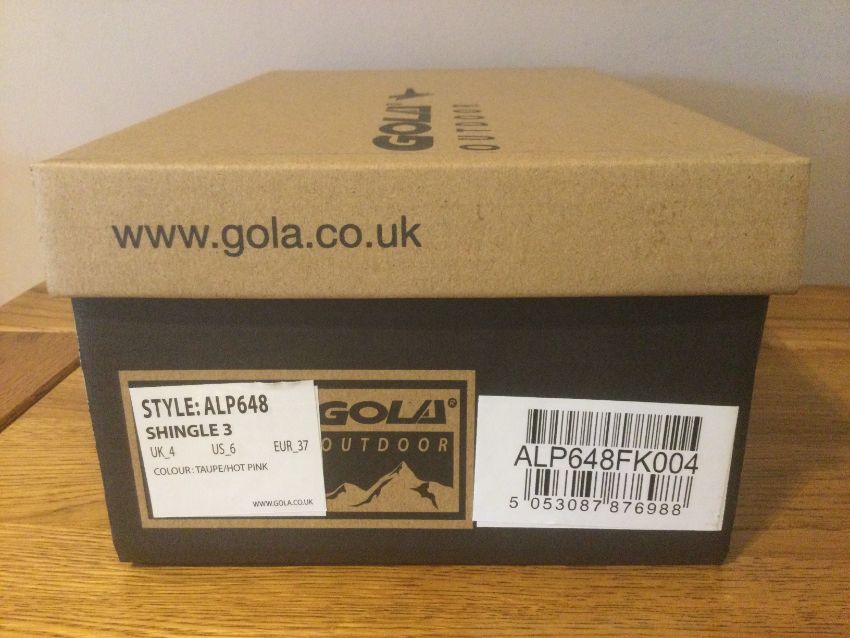 GOLA
OUTDOOR
www.gola.co.uk
STYLE: ALP648
SHINGLE 3
UK_4 US_6 EUR_37
COLOUR: TAUPE/HOT PINK
WWW.GOLA.CO.UK
GOLA®
OUTDOOR
ALP648FK004
5 053087 876988